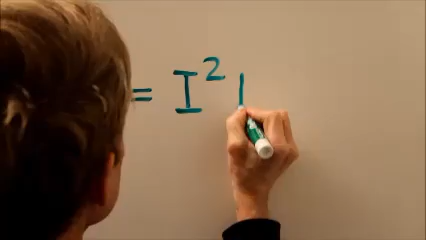 = I²